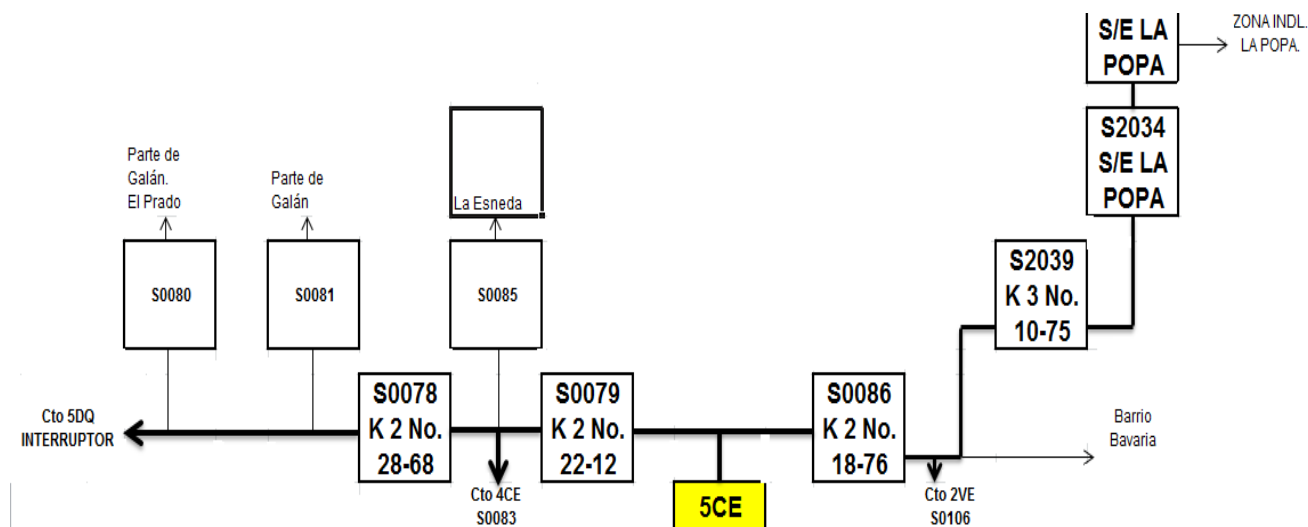 S/E LA
POPA
ZONA INDL.
LA POPA.
S2034
S/E LA
POPA
Parte de
Galán.
El Prado
Parte de
Galán
La Esneda
S0080
S0081
S0085
S2039
K 3 No.
10-75
Cto 5DQ
INTERRUPTOR
S0078
K 2 No.
28-68
S0079
K 2 No.
22-12
S0086
K 2 No.
18-76
Barrio
Bavaria
Cto 4CE
S0083
5CE
Cto 2VE
S0106